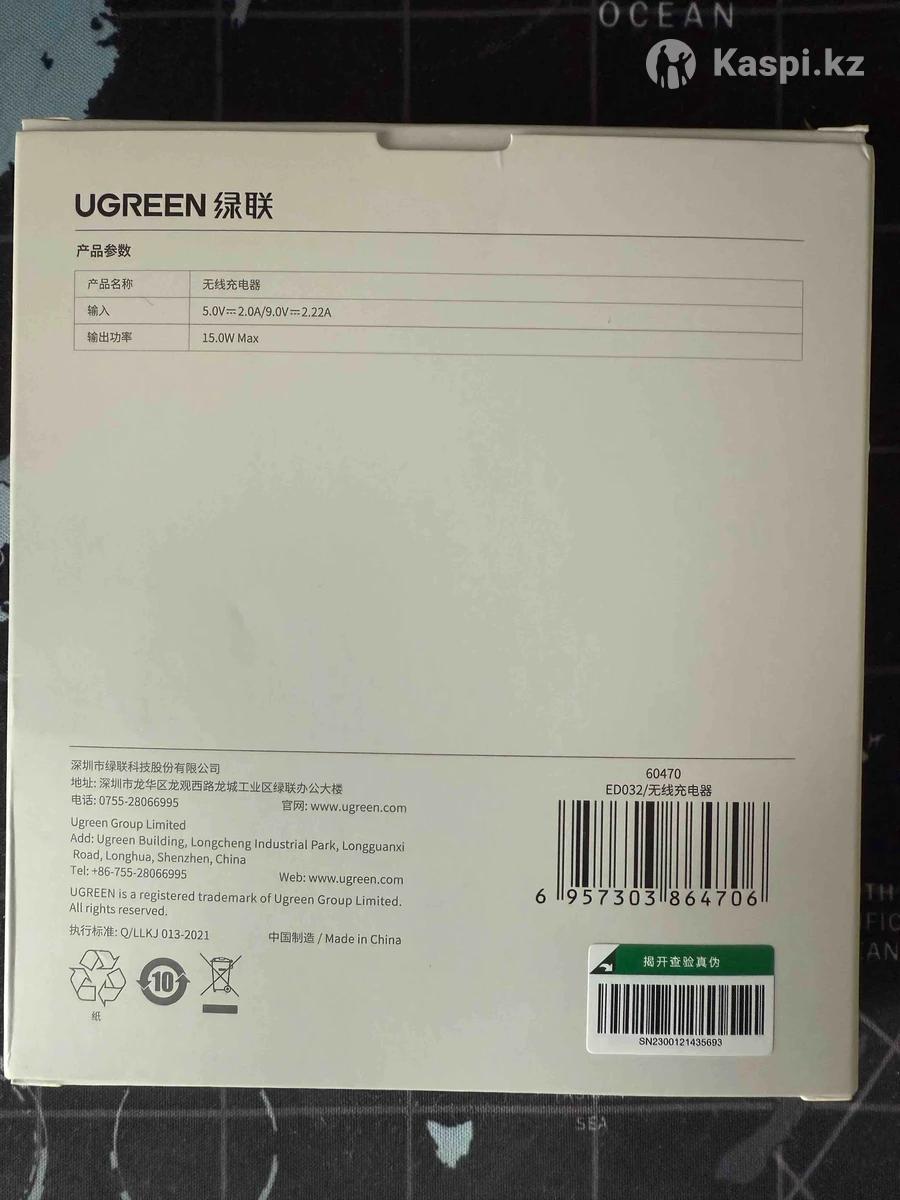 OCEAN
Kaspi.kz
UGREEN 绿联
产品参数
产品名称 无线充电器
输入 5.0V⎓2.0A/9.0V⎓2.22A
输出功率 15.0W Max
深圳市绿联科技股份有限公司
地址: 深圳市龙华区龙观西路龙城工业区绿联办公大楼
电话: 0755-28066995 官网: www.ugreen.com
Ugreen Group Limited
Add: Ugreen Building, Longcheng Industrial Park, Longguanxi
Road, Longhua, Shenzhen, China
Tel: +86-755-28066995 Web: www.ugreen.com
UGREEN is a registered trademark of Ugreen Group Limited.
All rights reserved.
执行标准: Q/LLKJ 013-2021 中国制造 / Made in China
10
紙
60470
ED032/无线充电器
6 957303 864706
揭开查验真伪
SN2300121435693
SEA